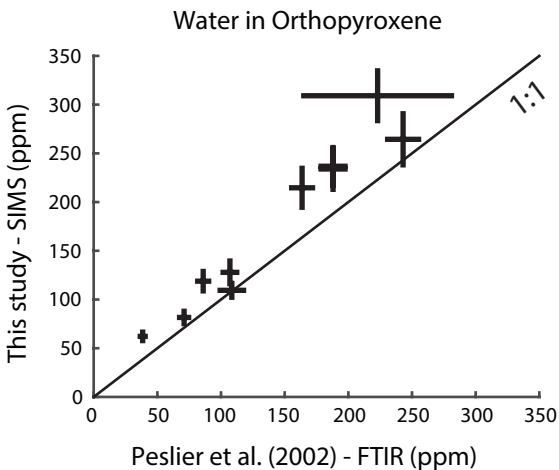 Water in Orthopyroxene
350
300
250
200
150
100
50
0
This study - SIMS (ppm)
1:1
0 50 100 150 200 250 300 350
Peslier et al. (2002) - FTIR (ppm)